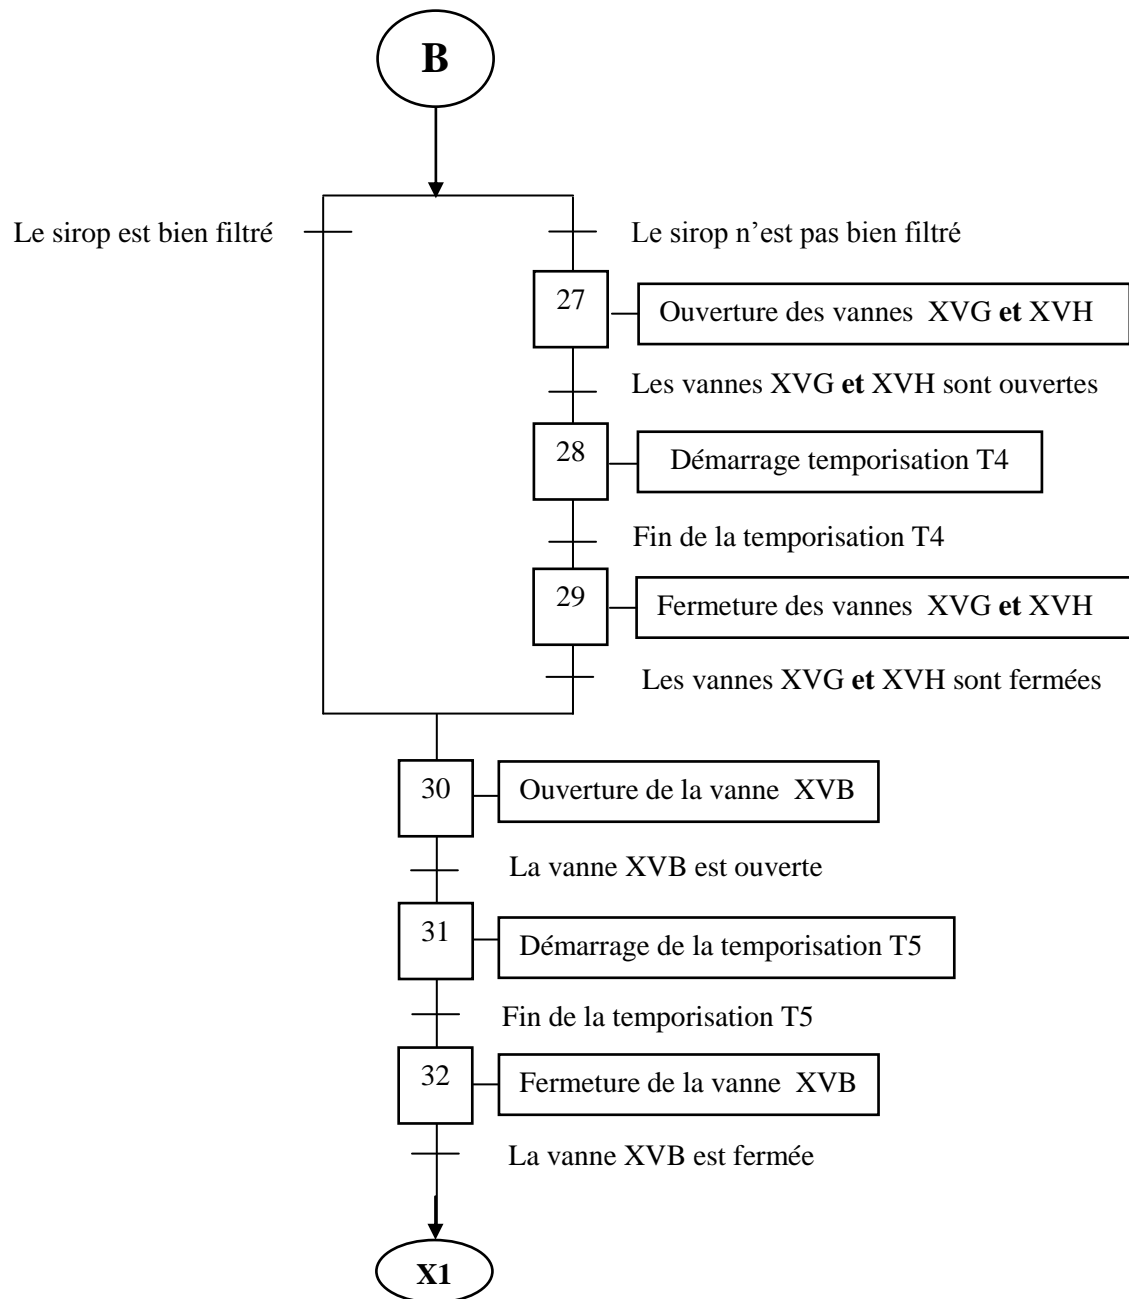 B
Le sirop est bien filtré
Le sirop n’est pas bien filtré
27
Ouverture des vannes XVG et XVH
Les vannes XVG et XVH sont ouvertes
28
Démarrage temporisation T4
Fin de la temporisation T4
29
Fermeture des vannes XVG et XVH
Les vannes XVG et XVH sont fermées
30
Ouverture de la vanne XVB
La vanne XVB est ouverte
31
Démarrage de la temporisation T5
Fin de la temporisation T5
32
Fermeture de la vanne XVB
La vanne XVB est fermée
X1